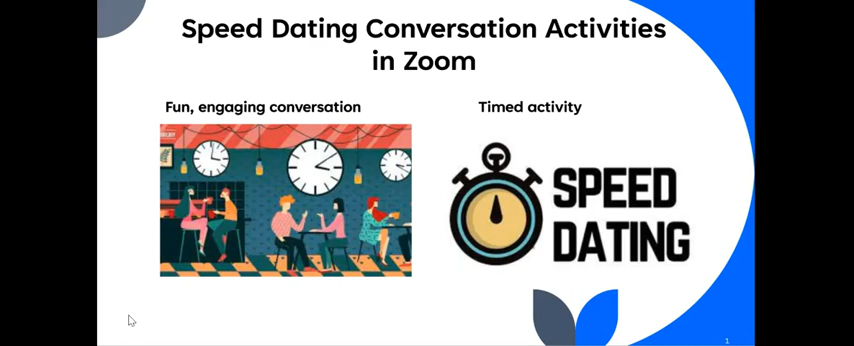 Speed Dating Conversation Activities
in Zoom
Fun, engaging conversation
Timed activity
SPEED
DATING
1